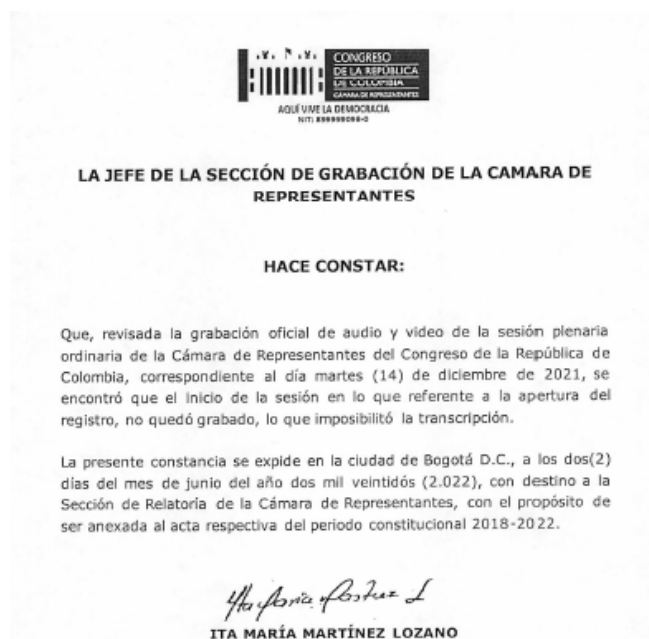 CONGRESO
DE LA REPÚBLICA
DE COLOMBIA
CÁMARA DE REPRESENTANTES
AQUÍ VIVE LA DEMOCRACIA
NIT: 899999098-0
LA JEFE DE LA SECCIÓN DE GRABACIÓN DE LA CAMARA DE
REPRESENTANTES
HACE CONSTAR:
Que, revisada la grabación oficial de audio y video de la sesión plenaria
ordinaria de la Cámara de Representantes del Congreso de la República de
Colombia, correspondiente al día martes (14) de diciembre de 2021, se
encontró que el inicio de la sesión en lo que referente a la apertura del
registro, no quedó grabado, lo que imposibilitó la transcripción.
La presente constancia se expide en la ciudad de Bogotá D.C., a los dos(2)
días del mes de junio del año dos mil veintidós (2.022), con destino a la
Sección de Relatoría de la Cámara de Representantes, con el propósito de
ser anexada al acta respectiva del periodo constitucional 2018-2022.
ITA MARÍA MARTÍNEZ LOZANO